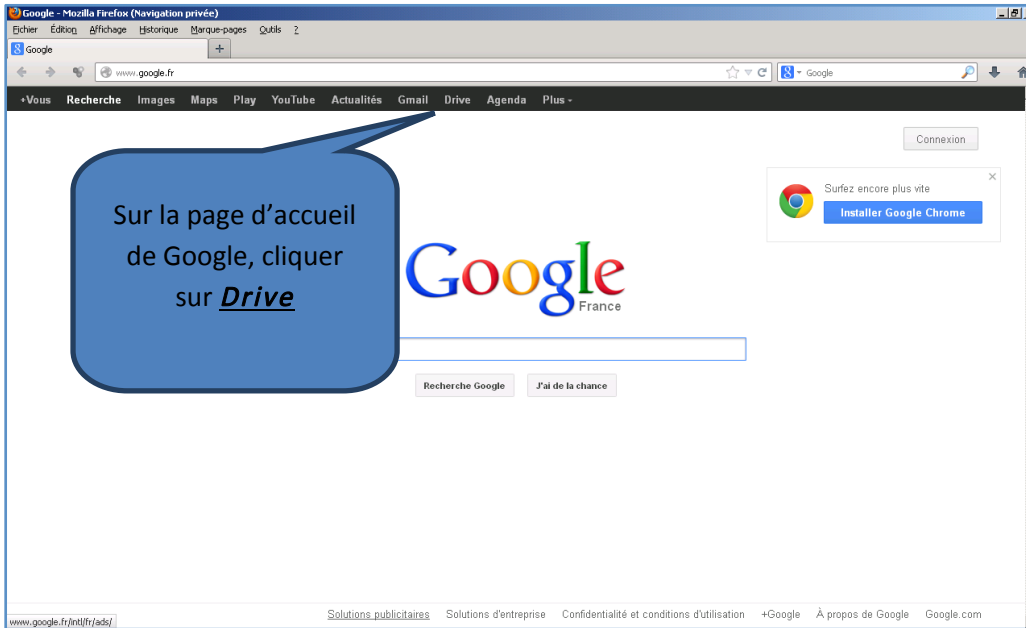 Google - Mozilla Firefox (Navigation privée)
Fichier Édition Affichage Historique Marque-pages Outils ?
Google +
www.google.fr Google
+Vous Recherche Images Maps Play YouTube Actualités Gmail Drive Agenda Plus
Connexion
Surfez encore plus vite
Installer Google Chrome
Sur la page d’accueil
de Google, cliquer
sur Drive
Google
France
Recherche Google J'ai de la chance
Solutions publicitaires Solutions d'entreprise Confidentialité et conditions d'utilisation +Google À propos de Google Google.com
www.google.fr/intl/fr/ads/